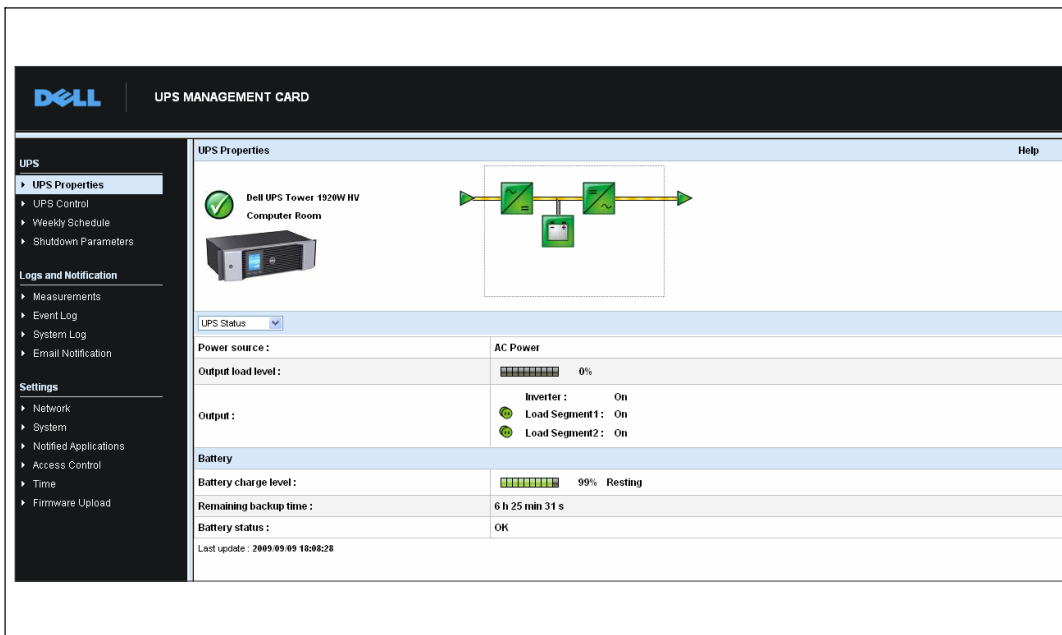 DELL
UPS MANAGEMENT CARD
UPS
UPS Properties
UPS Control
Weekly Schedule
Shutdown Parameters
Logs and Notification
Measurements
Event Log
System Log
Email Notification
Settings
Network
System
Notified Applications
Access Control
Time
Firmware Upload
UPS Properties Help
Dell UPS Tower 1920W HV
Computer Room
UPS Status
Power source : AC Power
Output load level : 0%
Output :
Inverter : On
Load Segment1 : On
Load Segment2 : On
Battery
Battery charge level : 99% Resting
Remaining backup time : 6 h 25 min 31 s
Battery status : OK
Last update : 2009/09/09 18:08:28